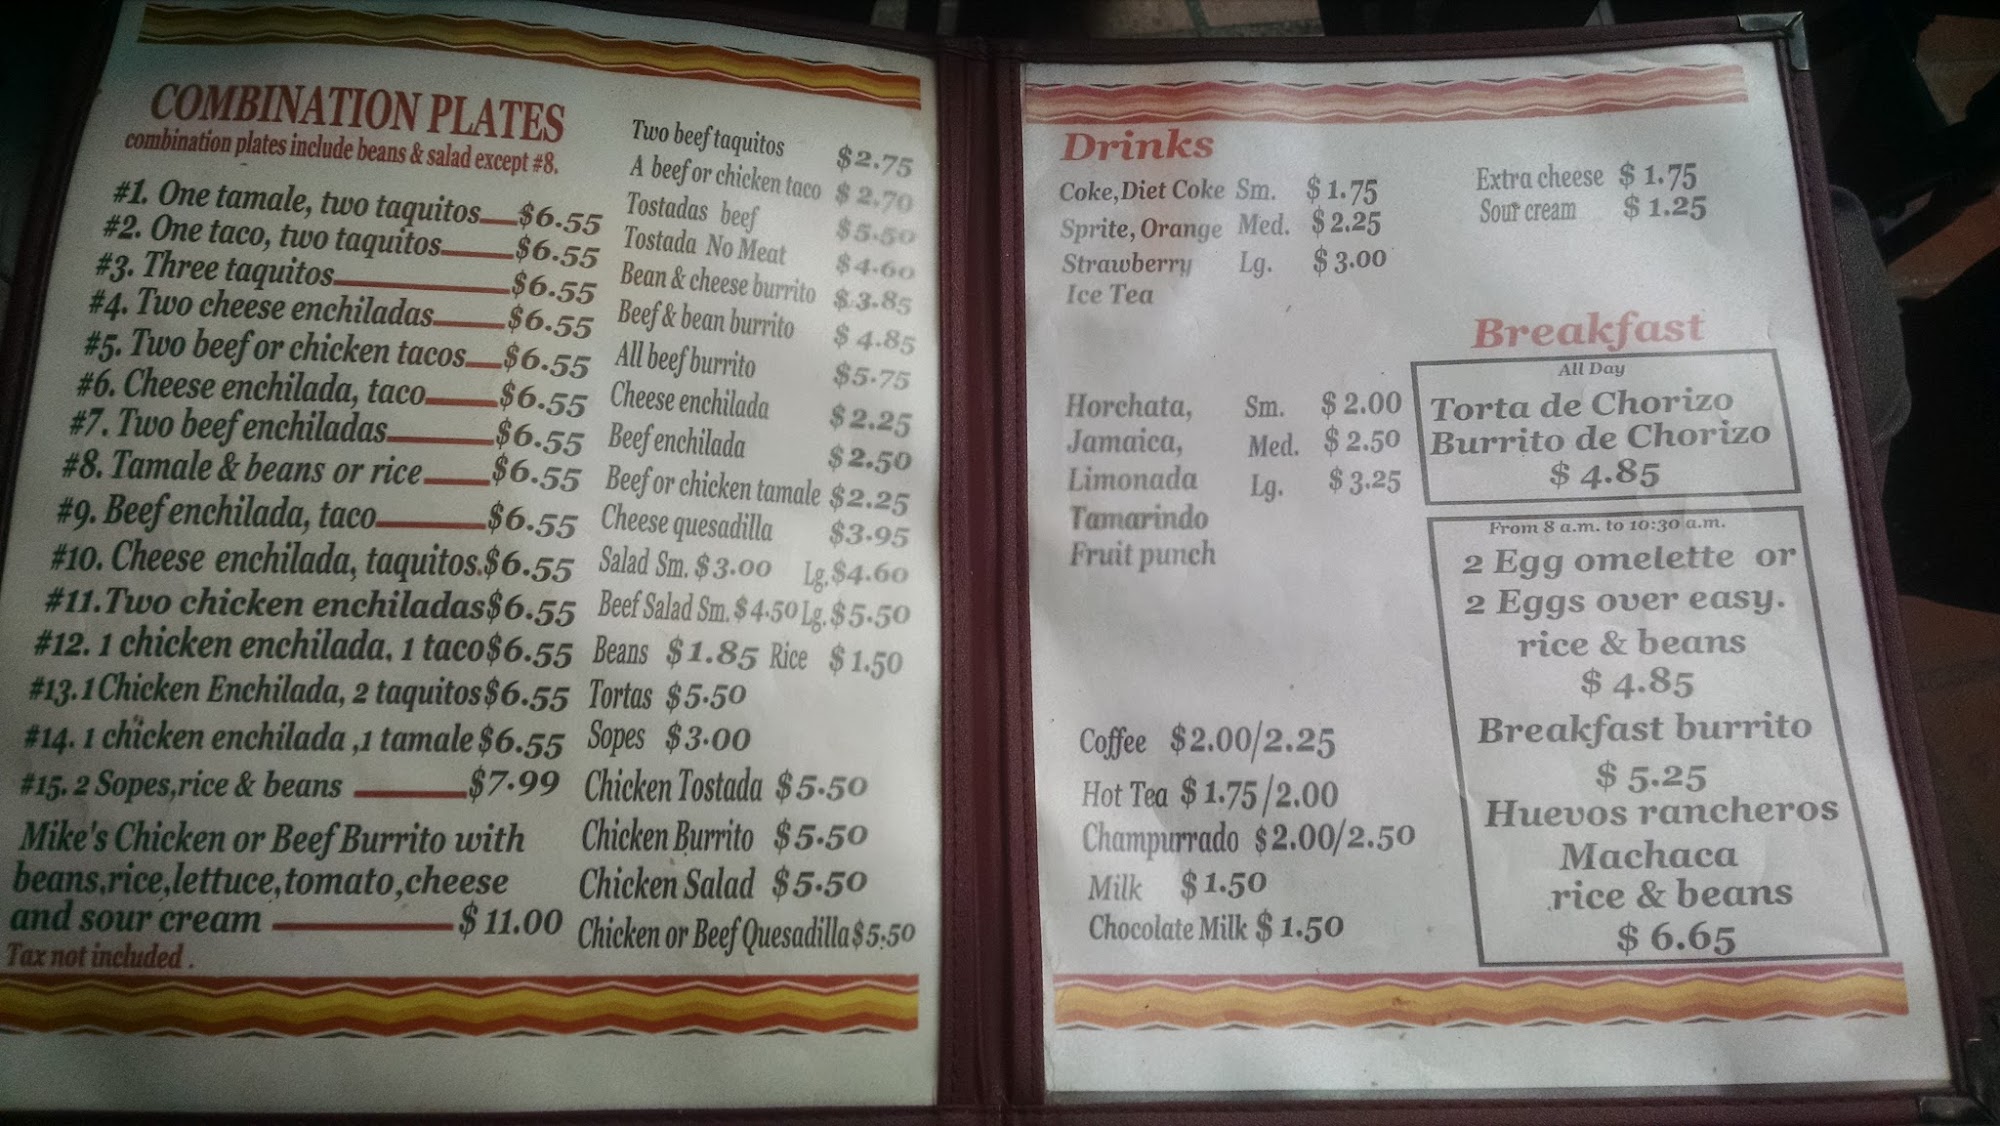 COMBINATION PLATES
combination plates include beans & salad except #8.
#1. One tamale, two taquitos $6.55
#2. One taco, two taquitos $6.55
#3. Three taquitos $6.55
#4. Two cheese enchiladas $6.55
#5. Two beef or chicken tacos $6.55
#6. Cheese enchilada, taco $6.55
#7. Two beef enchiladas $6.55
#8. Tamale & beans or rice $6.55
#9. Beef enchilada, taco $6.55
#10. Cheese enchilada, taquitos. $6.55
#11. Two chicken enchiladas $6.55
#12. 1 chicken enchilada, 1 taco $6.55
#13. 1 Chicken Enchilada, 2 taquitos $6.55
#14. 1 chicken enchilada ,1 tamale $6.55
#15. 2 Sopes,rice & beans $7.99
Mike's Chicken or Beef Burrito with
beans,rice,lettuce,tomato,cheese
and sour cream $ 11.00
Tax not included .
Two beef taquitos $2.75
A beef or chicken taco $ 2.70
Tostadas beef $5.50
Tostada No Meat $4.60
Bean & cheese burrito $ 3.85
Beef & bean burrito $ 4.85
All beef burrito $5.75
Cheese enchilada $2.25
Beef enchilada $2.50
Beef or chicken tamale $2.25
Cheese quesadilla $3.95
Salad Sm. $3.00 Lg. $4.60
Beef Salad Sm. $4.50 Lg. $5.50
Beans $1.85 Rice $1.50
Tortas $5.50
Sopes $3.00
Chicken Tostada $5.50
Chicken Burrito $5.50
Chicken Salad $5.50
Chicken or Beef Quesadilla $5.50
Drinks
Coke,Diet Coke Sm. $1.75
Sprite, Orange Med. $2.25
Strawberry Lg. $3.00
Ice Tea
Horchata, Sm. $2.00
Jamaica, Med. $2.50
Limonada Lg. $3.25
Tamarindo
Fruit punch
Coffee $2.00/2.25
Hot Tea $1.75/2.00
Champurrado $2.00/2.50
Milk $1.50
Chocolate Milk $1.50
Extra cheese $1.75
Sour cream $1.25
Breakfast
All Day
Torta de Chorizo
Burrito de Chorizo
$ 4.85
From 8 a.m. to 10:30 a.m.
2 Egg omelette or
2 Eggs over easy.
rice & beans
$ 4.85
Breakfast burrito
$ 5.25
Huevos rancheros
Machaca
rice & beans
$ 6.65